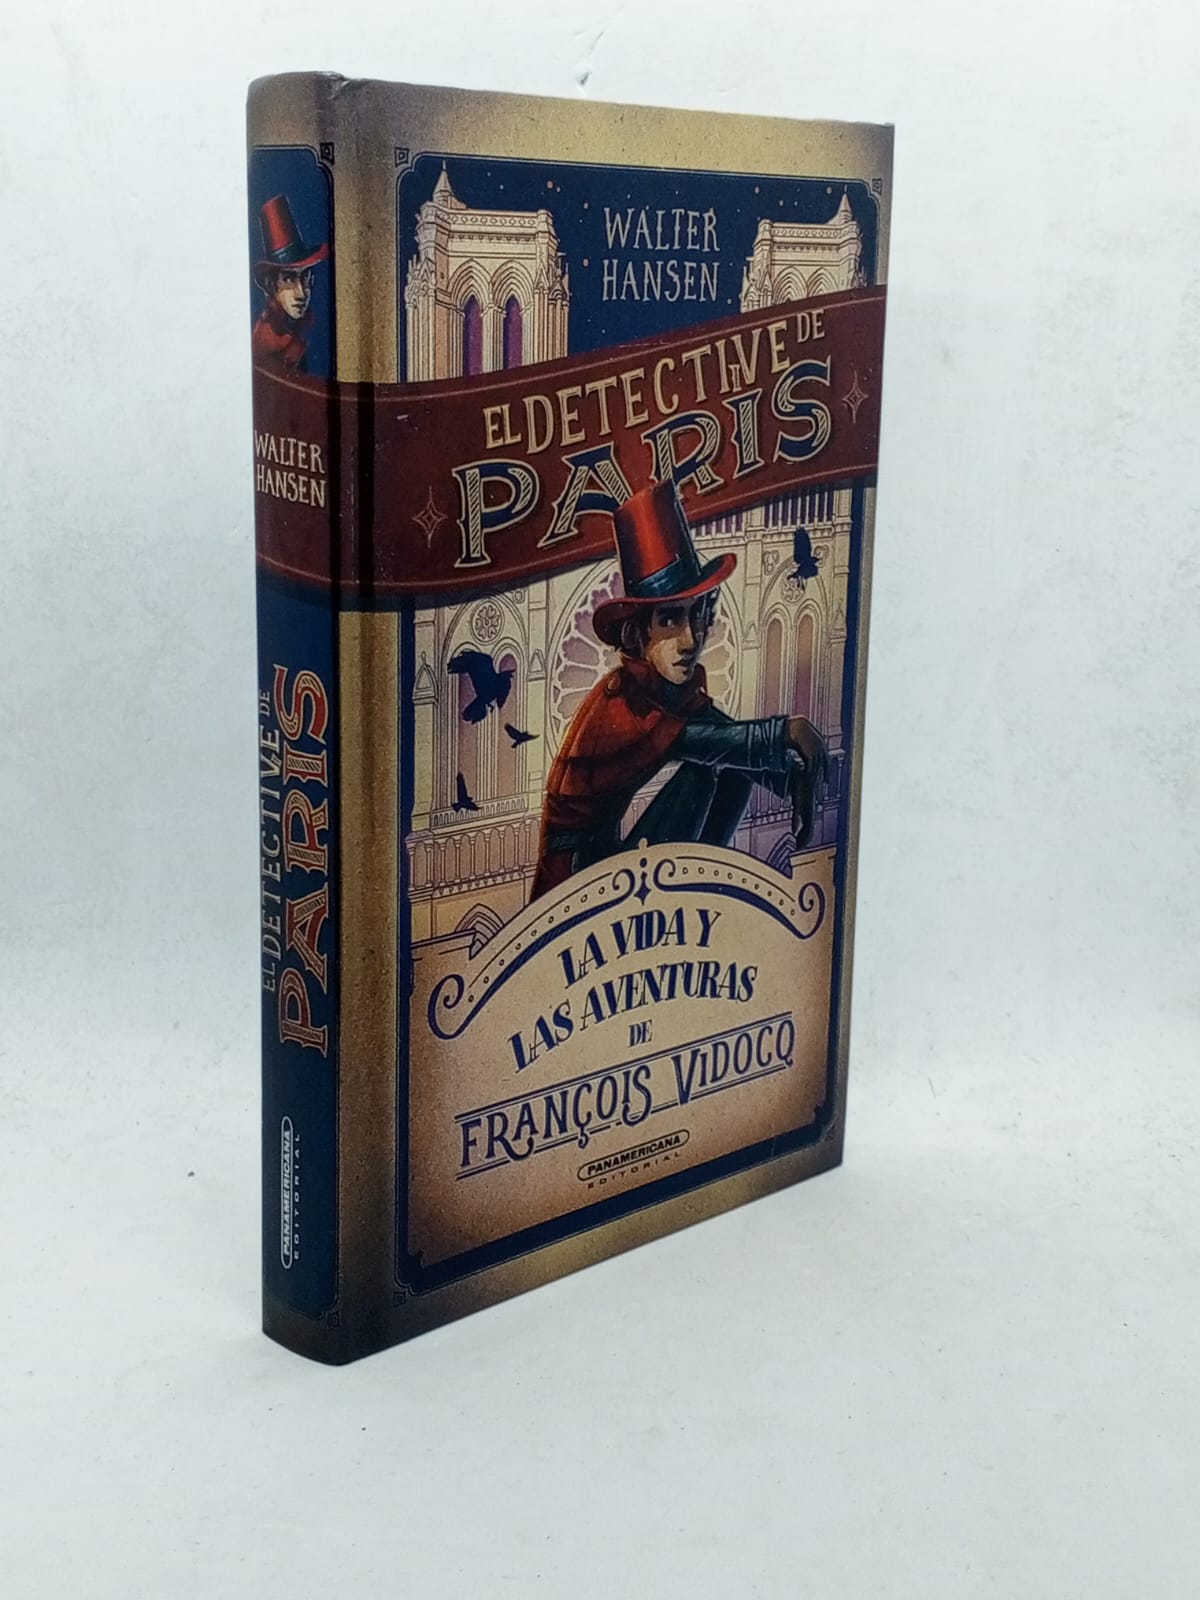 WALTER
HANSEN
EL DETECTIVE DE
PARIS
LA VIDA Y
LAS AVENTURAS
DE
FRANÇOIS VIDOCQ
PANAMERICANA
EDITORIAL
WALTER
HANSEN
EL DETECTIVE DE
PARIS
PANAMERICANA
EDITORIAL